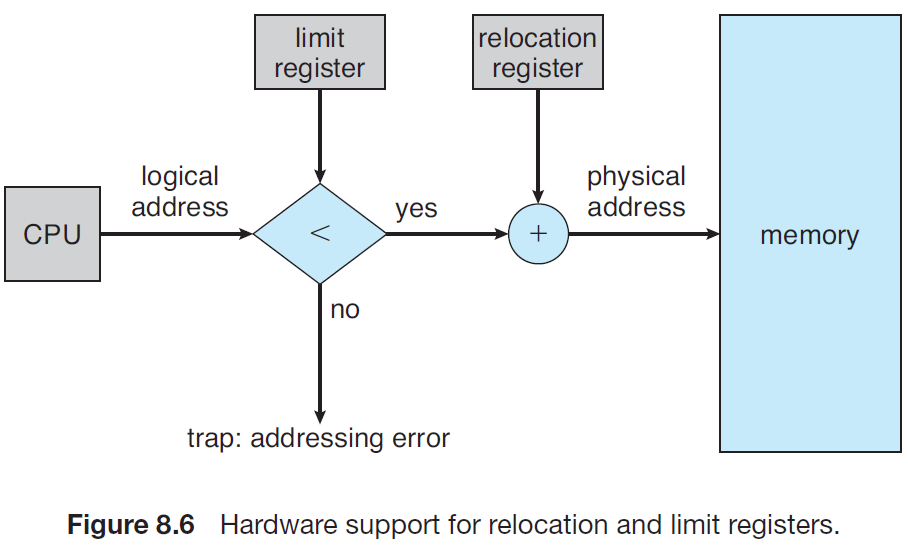 limit
register
relocation
register
logical
address
physical
address
CPU
<
yes
+
memory
no
trap: addressing error
Figure 8.6 Hardware support for relocation and limit registers.